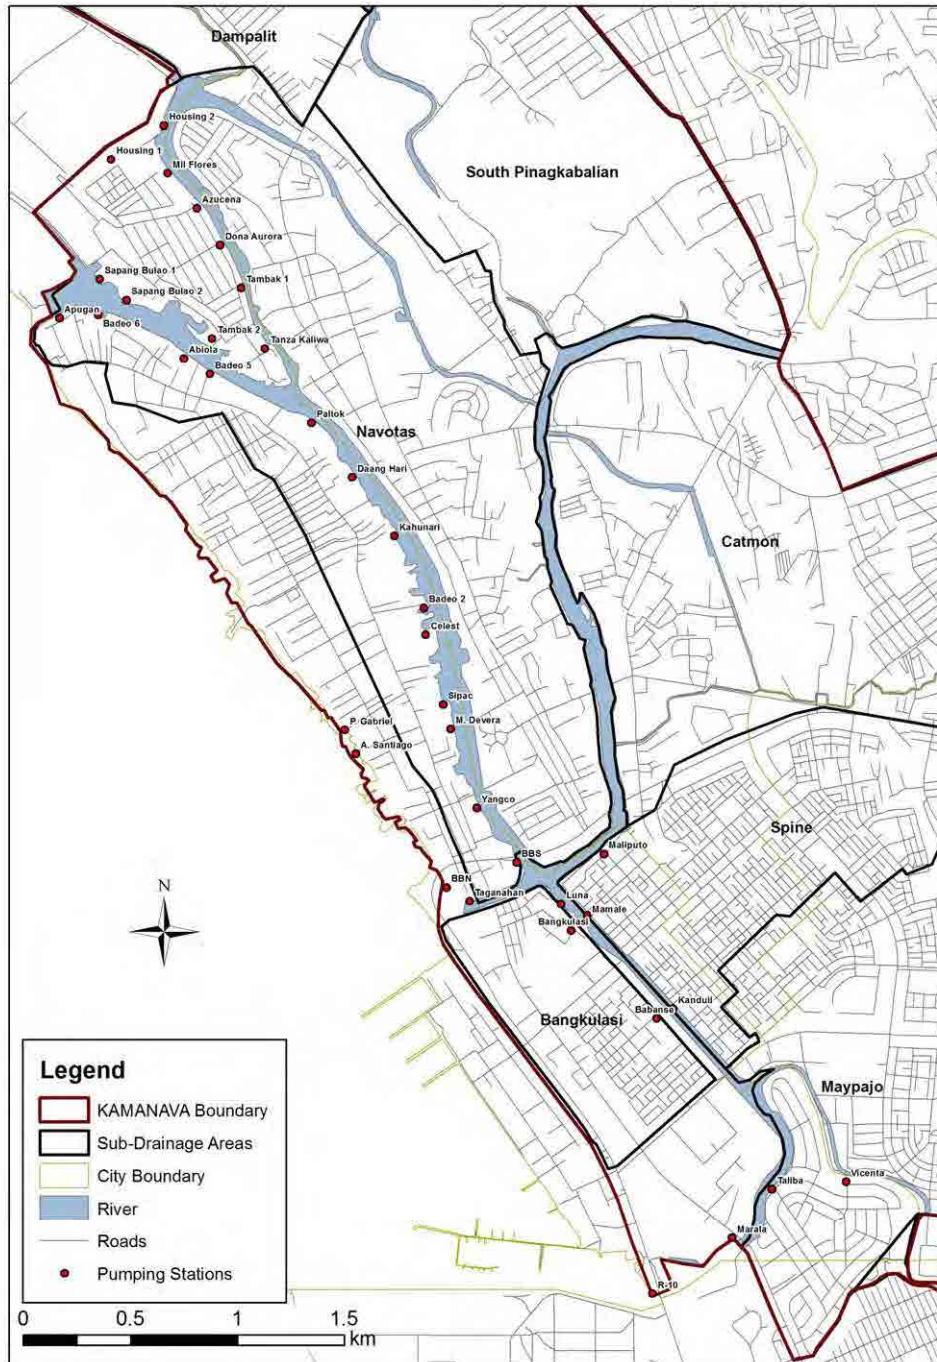 Dampalit
Housing 2
Housing 1
Mil Flores
South Pinagkabalian
Azucena
Dona Aurora
Sapang Bulao 1
Tambak 1
Sapang Bulao 2
Apugan
Badeo 6
Tambak 2
Tanza Kaliwa
Abiola
Badeo 5
Paltok
Navotas
Daang Hari
Kahunari
Catmon
Badeo 2
Celest
Sipac
P. Gabriel
M. Devera
A. Santiago
Yangco
Spine
BBS
Maliputo
N
BBN
Taganahan
Luna
Mamale
Bangkulasi
Kanduli
Babanse
Bangkulasi
Maypajo
Legend
KAMANAVA Boundary
Sub-Drainage Areas
City Boundary
River
Roads
Pumping Stations
Vicenta
Taliba
Marala
R-10
0 0.5 1 1.5
km